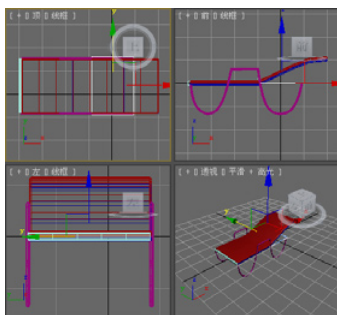 [ + 0 顶 0 线框 ]
[ + 0 前 0 线框 ]
[ + 0 左 0 线框 ]
[ + 0 透视 0 平滑 + 高光 ]